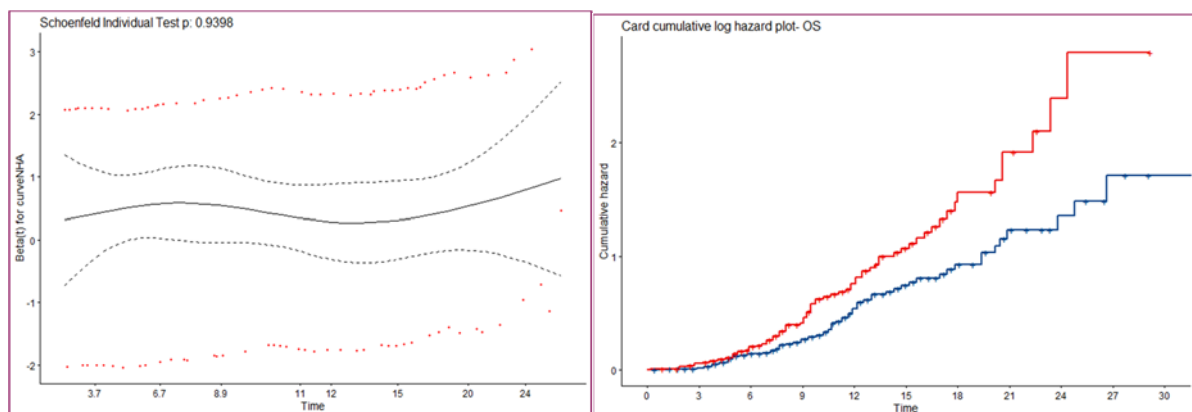 Schoenfeld Individual Test p: 0.9398
Beta(t) for curveNHA
3
2
1
0
-1
-2
3.7 6.7 8.9 11 12 15 20 24
Time
Card cumulative log hazard plot- OS
Cumulative hazard
2
1
0
0 3 6 9 12 15 18 21 24 27 30
Time